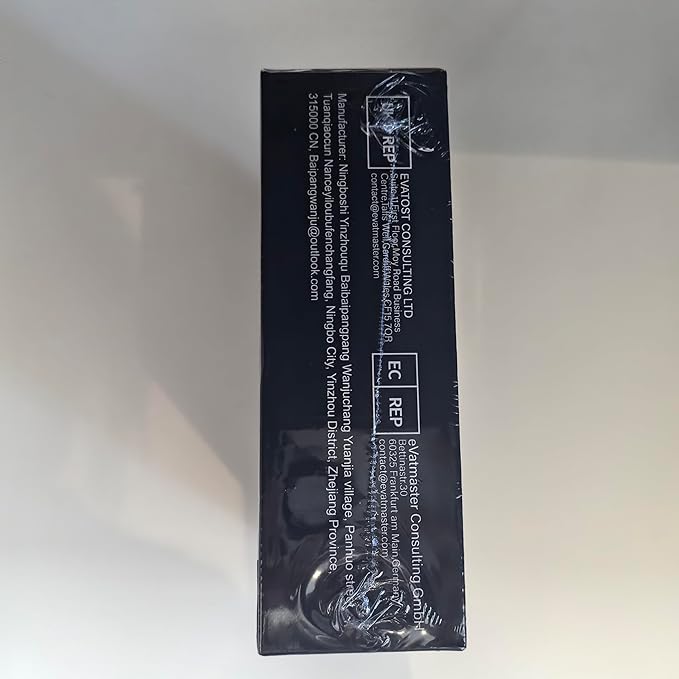 UK REP
EVATOST CONSULTING LTD
Suite 11,First Floor,Moy Road Business
Centre,Taffs Well,Cardiff,Wales,CF15 7QR
contact@evatmaster.com
EC REP
eVatmaster Consulting GmbH
Bettinastr.30
60325 Frankfurt am Main,Germany
contact@evatmaster.com
Manufacturer: Ningboshi Yinzhouqu Baibaipangpang Wanjuchang Yuanjia village, Panhuo street
Tuanqiaocun Nanceyiloubufenchangfang, Ningbo City, Yinzhou District, Zhejiang Province,
315000 CN, Baipangwanju@outlook.com